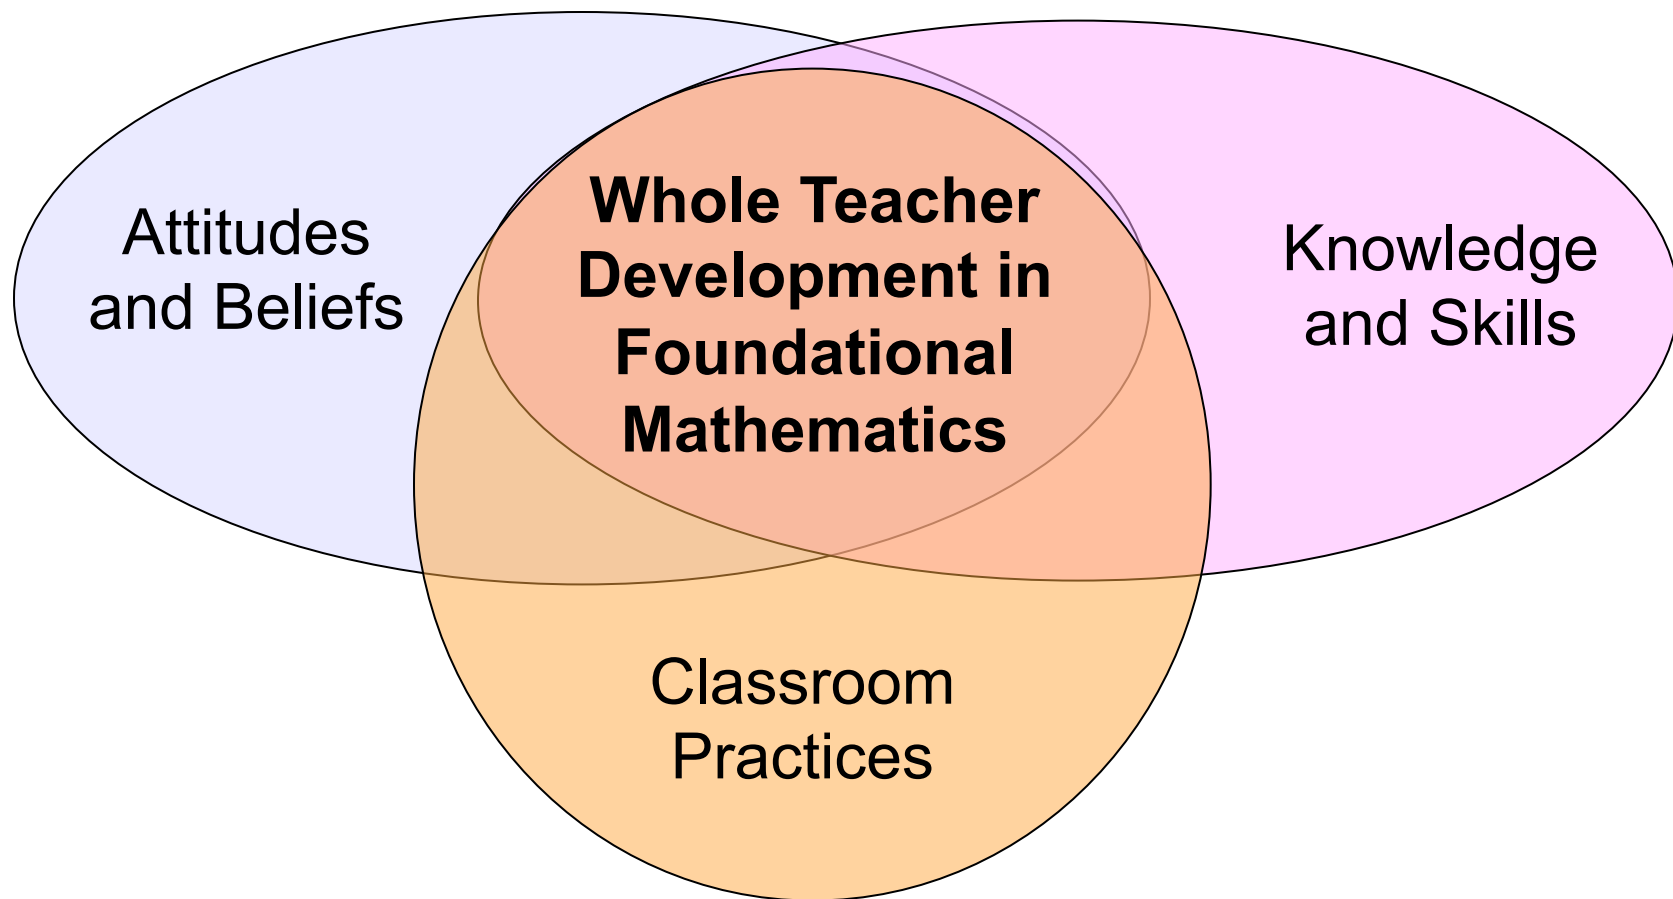 Attitudes
and Beliefs
Whole Teacher
Development in
Foundational
Mathematics
Knowledge
and Skills
Classroom
Practices